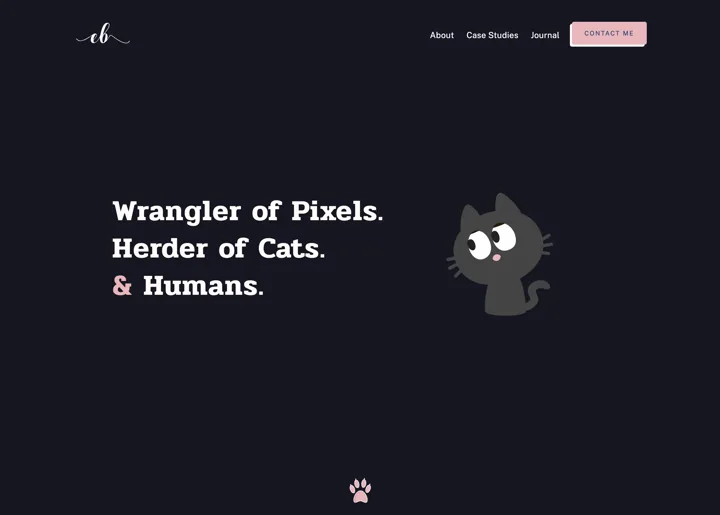 eb
About
Case Studies
Journal
CONTACT ME
Wrangler of Pixels.
Herder of Cats.
& Humans.